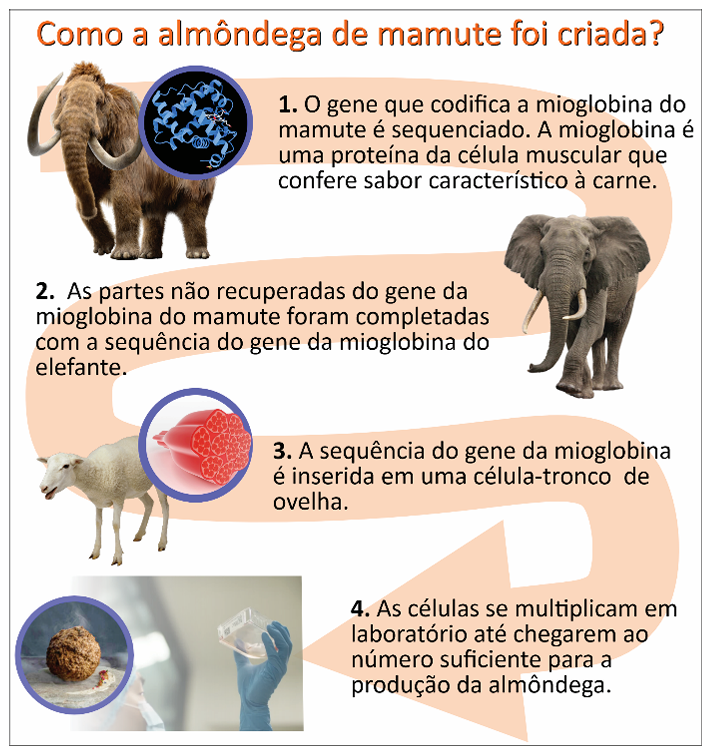 Como a almôndega de mamute foi criada?
1. O gene que codifica a mioglobina do
mamute é sequenciado. A mioglobina é
uma proteína da célula muscular que
confere sabor característico à carne.
2. As partes não recuperadas do gene da
mioglobina do mamute foram completadas
com a sequência do gene da mioglobina do
elefante.
3. A sequência do gene da mioglobina
é inserida em uma célula-tronco de
ovelha.
4. As células se multiplicam em
laboratório até chegarem ao
número suficiente para a
produção da almôndega.